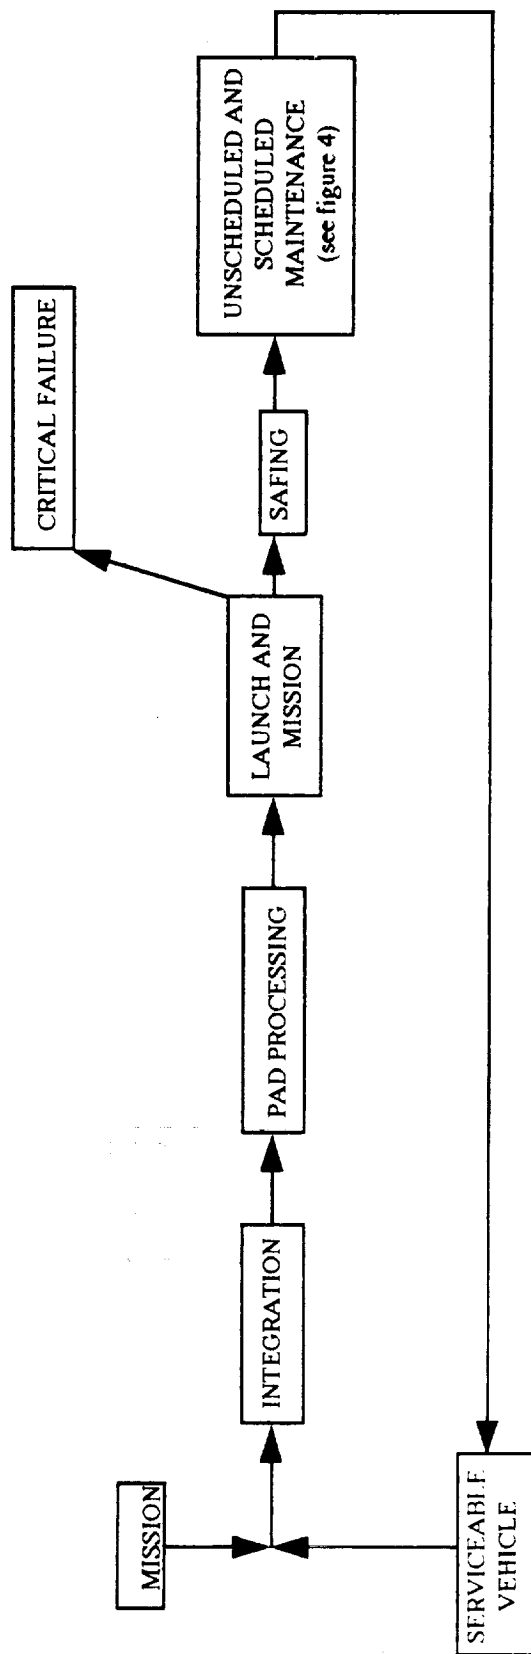 MISSION
SERVICEABLE
VEHICLE
INTEGRATION
PAD PROCESSING
LAUNCH AND
MISSION
CRITICAL FAILURE
SAFING
UNSCHEDULED AND
SCHEDULED
MAINTENANCE
(see figure 4)